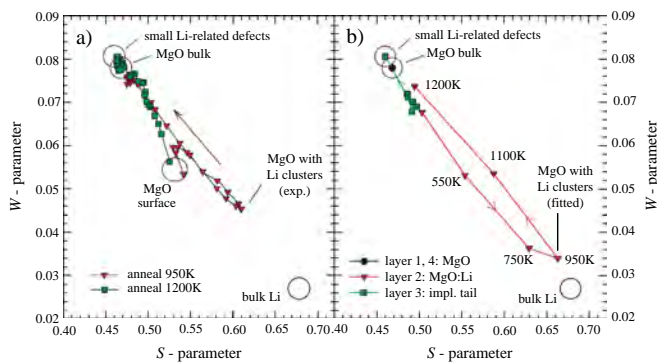 a)
small Li-related defects
MgO bulk
MgO
surface
MgO with
Li clusters
(exp.)
anneal 950K
anneal 1200K
bulk Li
W - parameter
0.09
0.08
0.07
0.06
0.05
0.04
0.03
0.02
0.40
0.45
0.50
0.55
0.60
0.65
0.70
S - parameter
b)
small Li-related defects
MgO bulk
1200K
1100K
550K
750K
950K
MgO with
Li clusters
(fitted)
layer 1, 4: MgO
layer 2: MgO:Li
layer 3: impl. tail
bulk Li
0.40
0.45
0.50
0.55
0.60
0.65
0.70
S - parameter
0.09
0.08
0.07
0.06
0.05
0.04
0.03
0.02
W - parameter